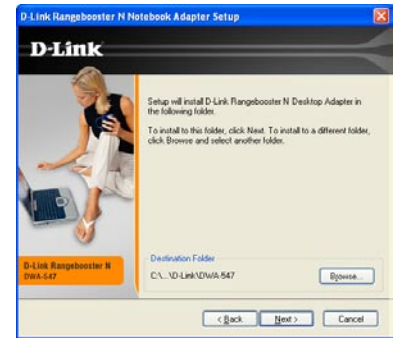 D-Link Rangebooster N Notebook Adapter Setup
D-Link
Setup will install D-Link Rangebooster N Desktop Adapter in
the following folder.
To install to this folder, click Next. To install to a different folder,
click Browse and select another folder.
D-Link Rangebooster N
DWA-547
Destination Folder
C:\...\D-Link\DWA-547
Browse...
< Back
Next >
Cancel